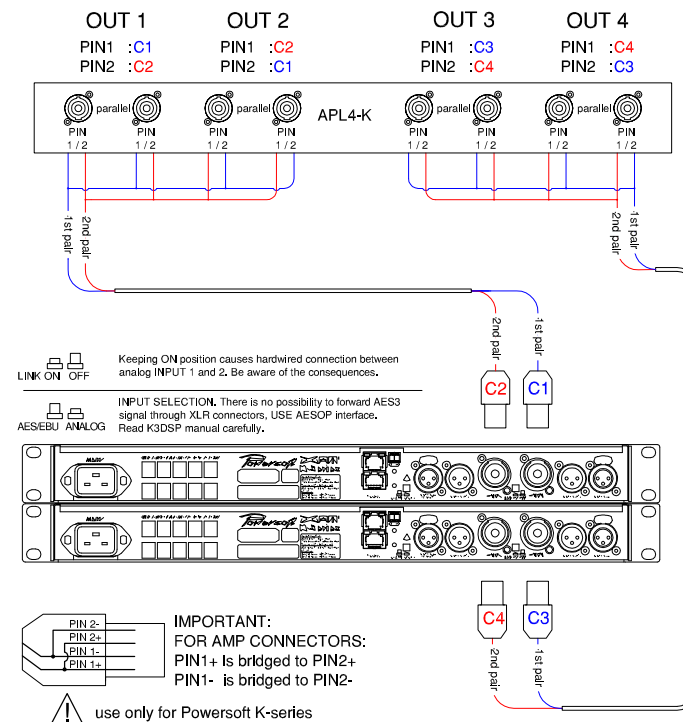 OUT 1 OUT 2 OUT 3 OUT 4
PIN1 :C1 PIN1 :C2 PIN1 :C3 PIN1 :C4
PIN2 :C2 PIN2 :C1 PIN2 :C4 PIN2 :C3
parallel parallel APL4-K parallel parallel
PIN PIN PIN PIN PIN PIN PIN PIN
1 / 2 1 / 2 1 / 2 1 / 2 1 / 2 1 / 2 1 / 2 1 / 2
1st pair
2nd pair
2nd pair
1st pair
2nd pair
1st pair
LINK ON OFF
Keeping ON position causes hardwired connection between
analog INPUT 1 and 2. Be aware of the consequences.
C2 C1
AES/EBU ANALOG
INPUT SELECTION. There is no possibility to forward AES3
signal through XLR connectors, USE AESOP interface.
Read K3DSP manual carefully.
Powersoft
Powersoft
C4 C3
2nd pair
1st pair
PIN 2-
PIN 2+
PIN 1-
PIN 1+
IMPORTANT:
FOR AMP CONNECTORS:
PIN1+ is bridged to PIN2+
PIN1- is bridged to PIN2-
use only for Powersoft K-series